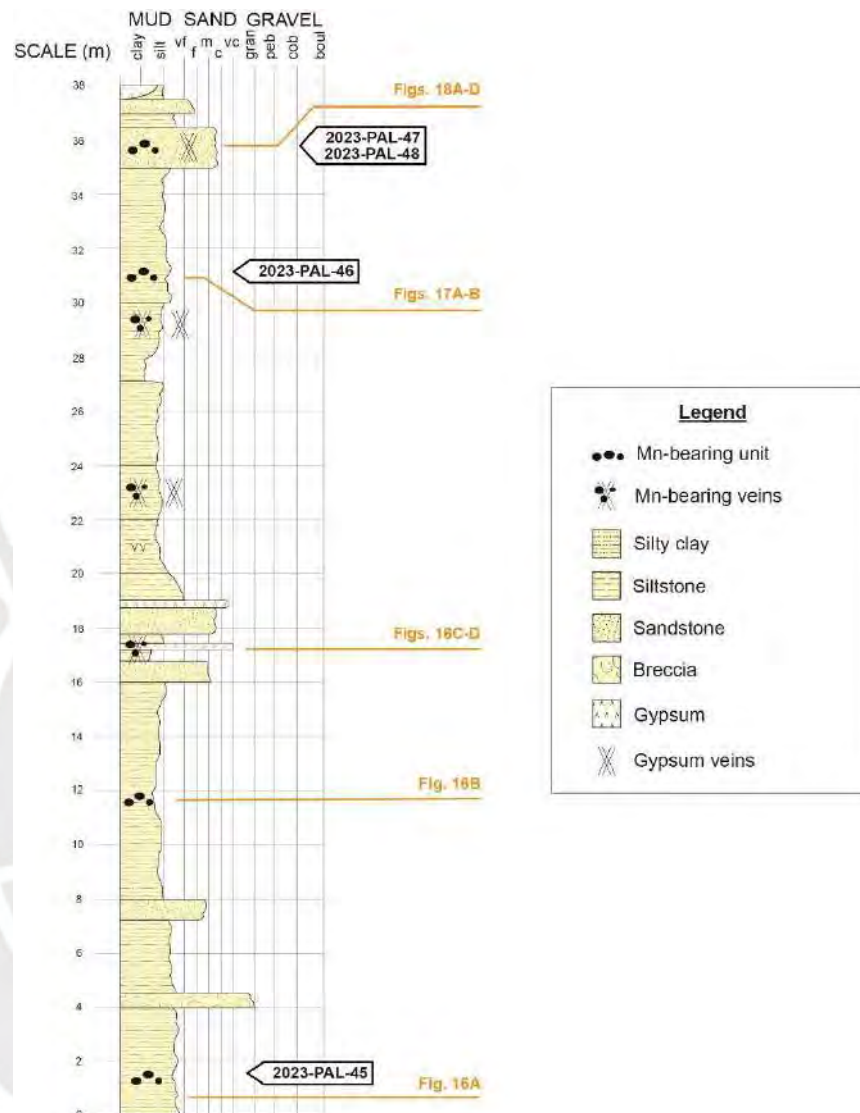 MUD SAND GRAVEL
SCALE (m)
clay
silt
vf
f
m
c
vc
gran
peb
cob
boul
38
Figs. 18A-D
36
2023-PAL-47
2023-PAL-48
34
32
2023-PAL-46
Figs. 17A-B
30
28
26
24
22
20
18
Figs. 16C-D
16
14
12
Fig. 16B
10
8
6
4
2
2023-PAL-45
Fig. 16A
0
Legend
Mn-bearing unit
Mn-bearing veins
Silty clay
Siltstone
Sandstone
Breccia
Gypsum
Gypsum veins